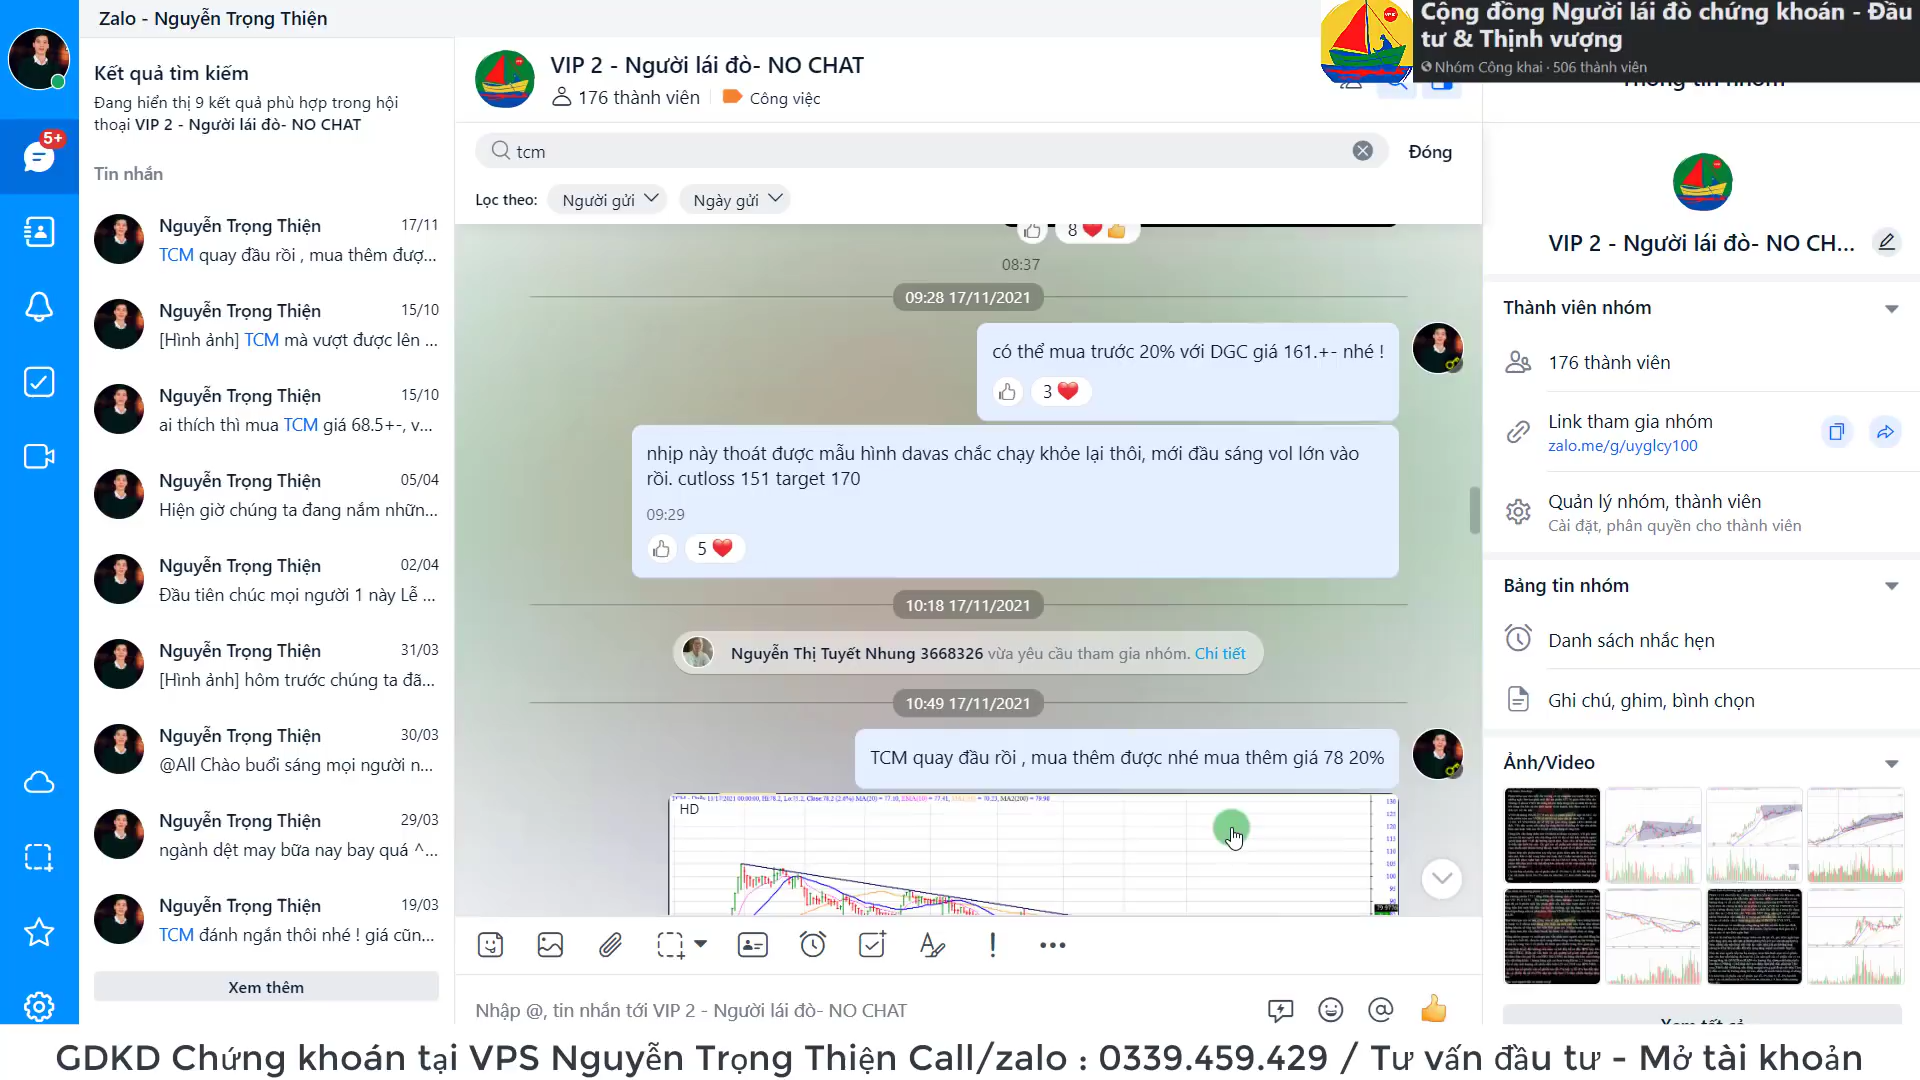 Zalo - Nguyễn Trọng Thiện
Cộng đồng Người lái đò chứng khoán - Đầu
tư & Thịnh vượng
Nhóm Công khai · 506 thành viên
5+
Kết quả tìm kiếm
Đang hiển thị 9 kết quả phù hợp trong hội
thoại VIP 2 - Người lái đò- NO CHAT
Tin nhắn
Nguyễn Trọng Thiện 17/11
TCM quay đầu rồi , mua thêm đượ...
Nguyễn Trọng Thiện 15/10
[Hình ảnh] TCM mà vượt được lên ...
Nguyễn Trọng Thiện 15/10
ai thích thì mua TCM giá 68.5+-, v...
Nguyễn Trọng Thiện 05/04
Hiện giờ chúng ta đang nắm nhữn...
Nguyễn Trọng Thiện 02/04
Đầu tiên chúc mọi người 1 này Lễ ...
Nguyễn Trọng Thiện 31/03
[Hình ảnh] hôm trước chúng ta đã...
Nguyễn Trọng Thiện 30/03
@All Chào buổi sáng mọi người n...
Nguyễn Trọng Thiện 29/03
ngành dệt may bữa nay bay quá ^...
Nguyễn Trọng Thiện 19/03
TCM đánh ngắn thôi nhé ! giá cũn...
Xem thêm
VIP 2 - Người lái đò- NO CHAT
176 thành viên
Công việc
tcm
Đóng
Lọc theo:
Người gửi
Ngày gửi
8
08:37
09:28 17/11/2021
có thể mua trước 20% với DGC giá 161.+- nhé !
3
nhịp này thoát được mẫu hình davas chắc chạy khỏe lại thôi, mới đầu sáng vol lớn vào
rồi. cutloss 151 target 170
09:29
5
10:18 17/11/2021
Nguyễn Thị Tuyết Nhung 3668326 vừa yêu cầu tham gia nhóm. Chi tiết
10:49 17/11/2021
TCM quay đầu rồi , mua thêm được nhé mua thêm giá 78 20%
HD
Nhập @, tin nhắn tới VIP 2 - Người lái đò- NO CHAT
VIP 2 - Người lái đò- NO CH...
Thành viên nhóm
176 thành viên
Link tham gia nhóm
zalo.me/g/uyglcy100
Quản lý nhóm, thành viên
Cài đặt, phân quyền cho thành viên
Bảng tin nhóm
Danh sách nhắc hẹn
Ghi chú, ghim, bình chọn
Ảnh/Video
GDKD Chứng khoán tại VPS Nguyễn Trọng Thiện Call/zalo : 0339.459.429 / Tư vấn đầu tư - Mở tài khoản